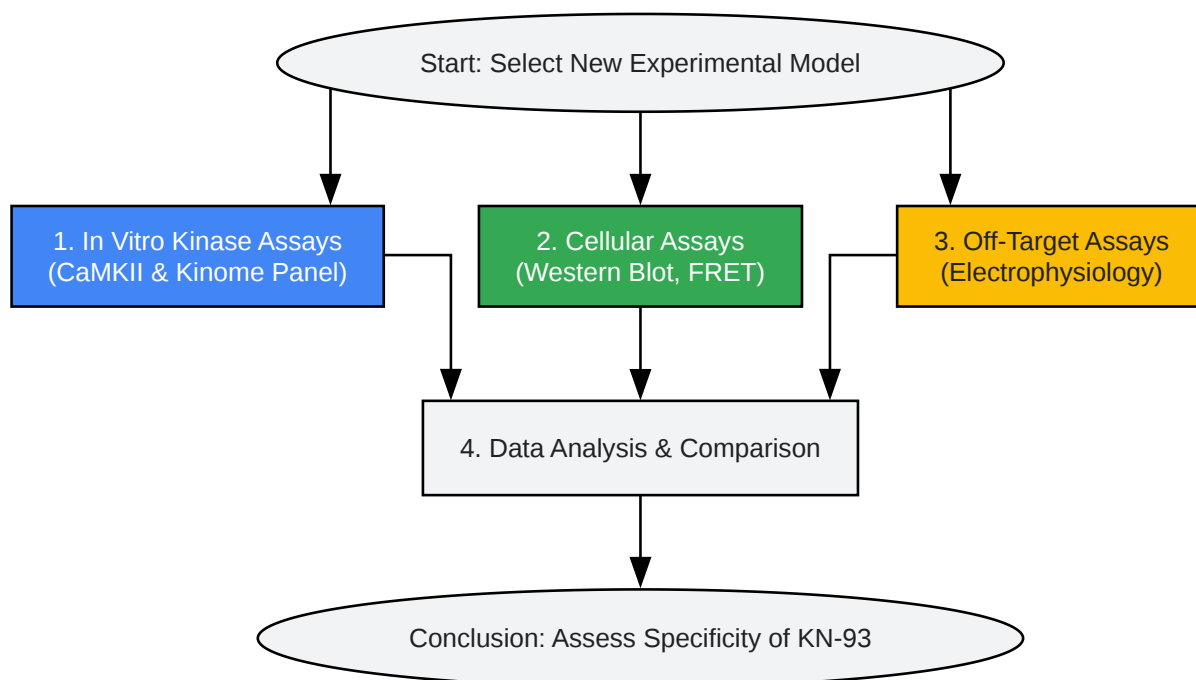 Start: Select New Experimental Model
1. In Vitro Kinase Assays
(CaMKII & Kinome Panel)
2. Cellular Assays
(Western Blot, FRET)
3. Off-Target Assays
(Electrophysiology)
4. Data Analysis & Comparison
Conclusion: Assess Specificity of KN-93